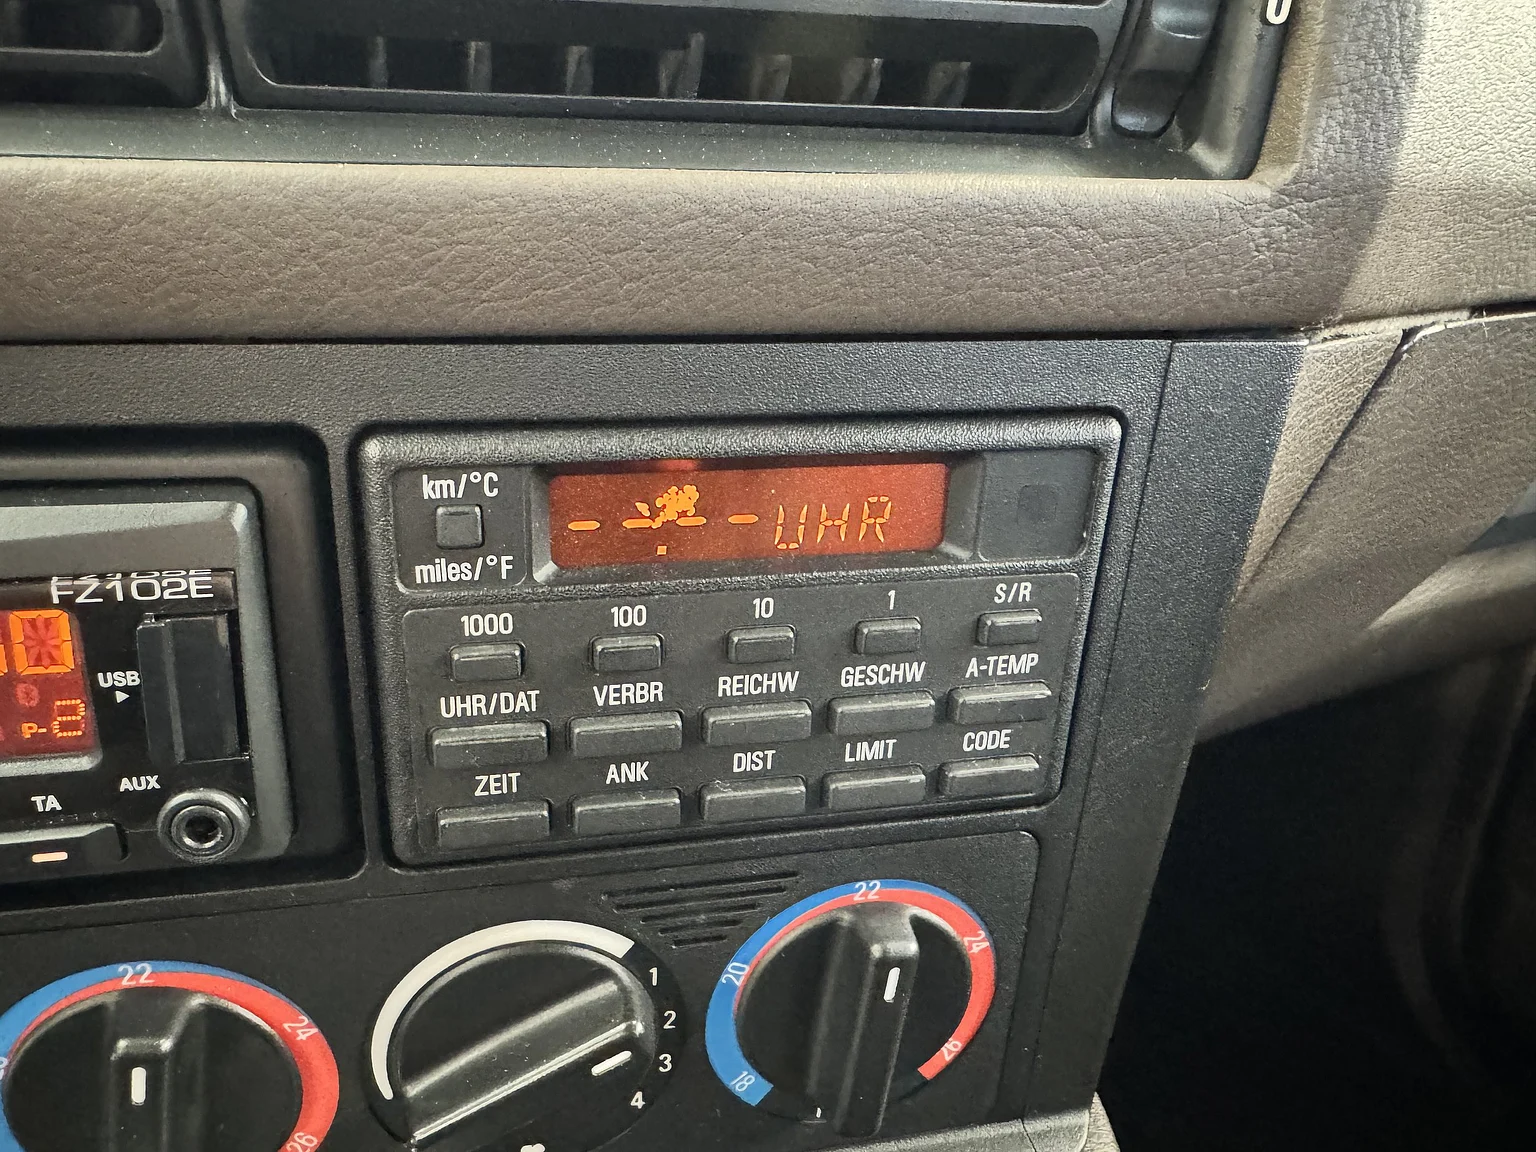 km/°C
-- -- -- -- UHR
miles/°F
1000 100 10 1 S/R
UHR/DAT VERBR REICHW GESCHW A-TEMP
ZEIT ANK DIST LIMIT CODE
FZ102E
USB
P-2
AUX
TA
22
24
26
1
2
3
4
18
20
22
24
26